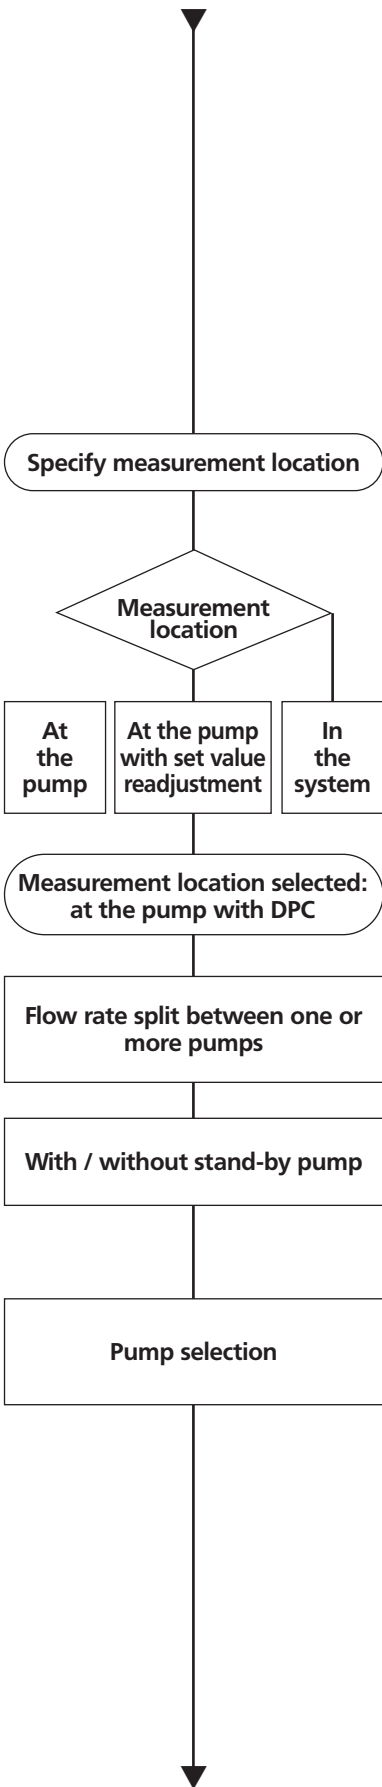 Specify measurement location
Measurement
location
At
the
pump
At the pump
with set value
readjustment
In
the
system
Measurement location selected:
at the pump with DPC
Flow rate split between one or
more pumps
With / without stand-by pump
Pump selection